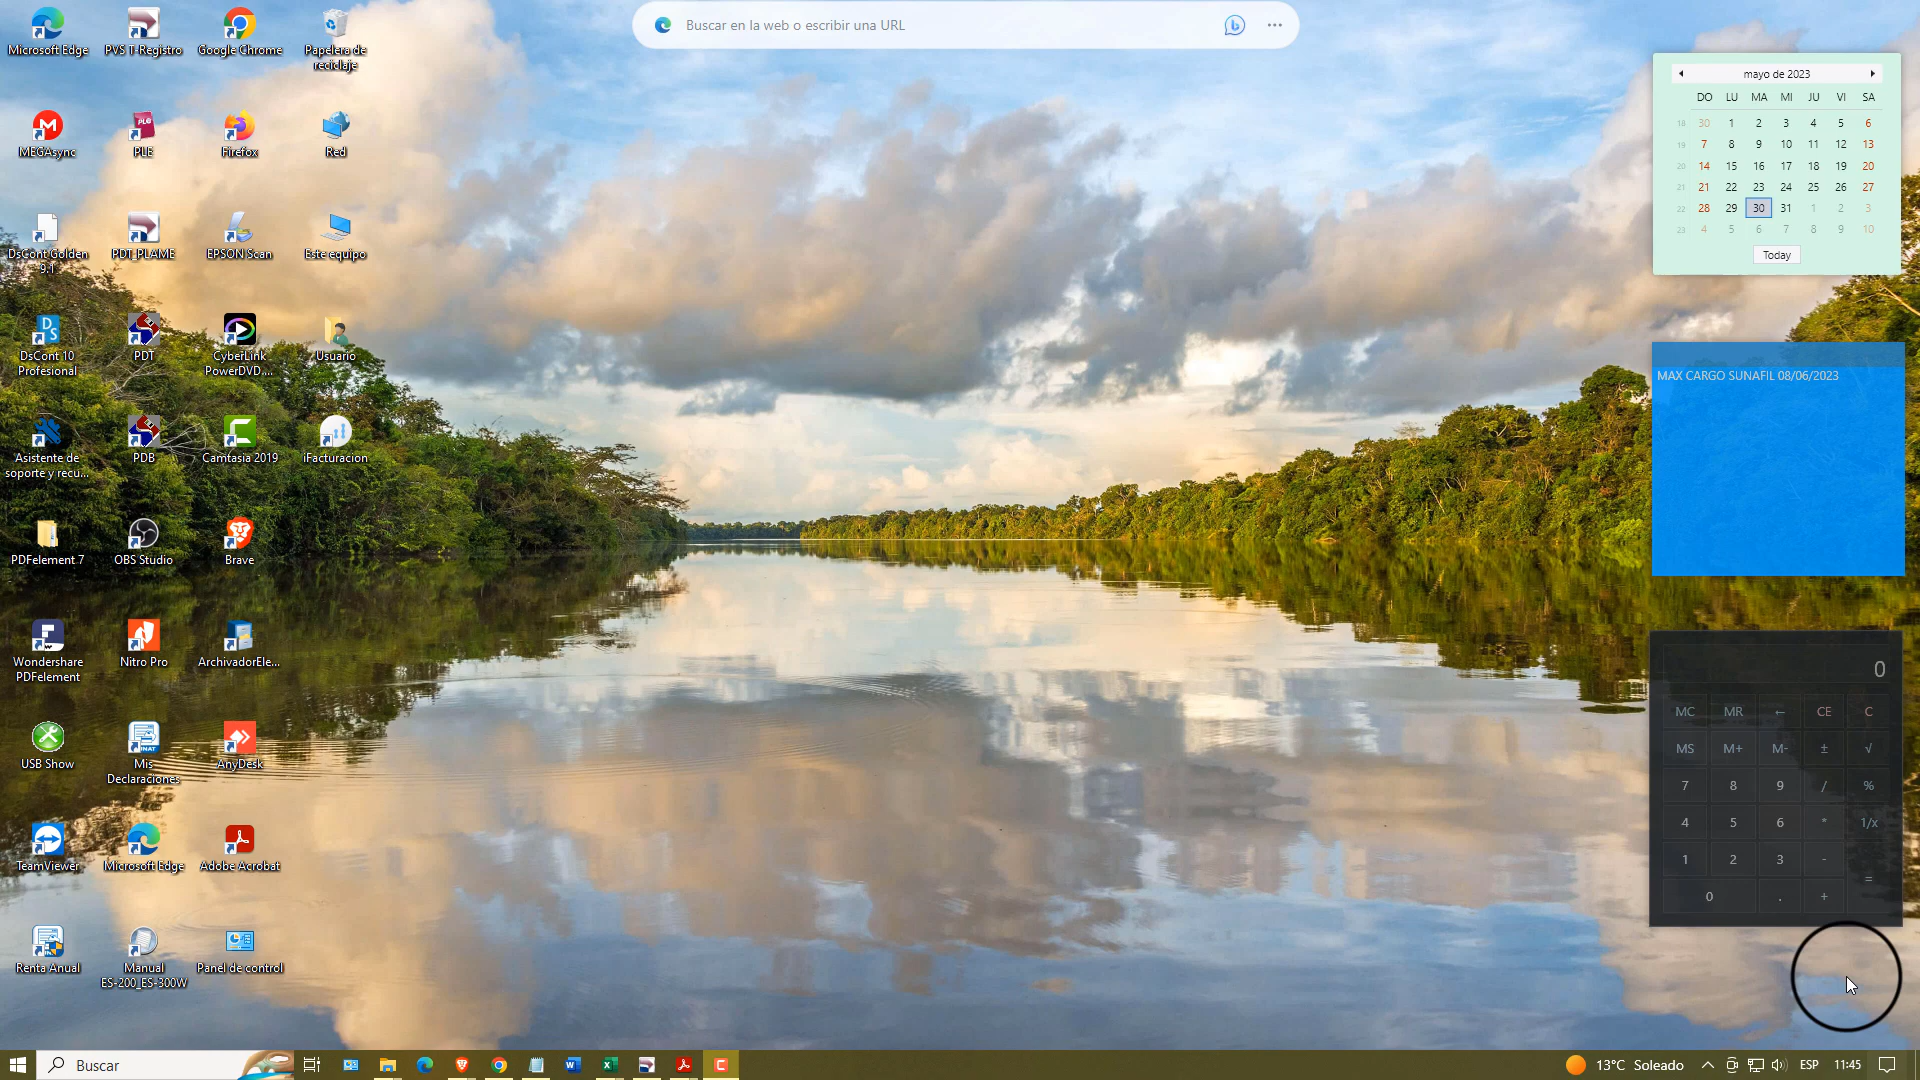 Microsoft Edge
PVS T-Registro
Google Chrome
Papelera de
reciclaje
MEGAsync
PLE
Firefox
Red
DsCont Golden
9.1
PDT_PLAME
EPSON Scan
Este equipo
DsCont 10
Profesional
PDT
CyberLink
PowerDVD....
Usuario
Asistente de
soporte y recu...
PDB
Camtasia 2019
iFacturacion
PDFelement 7
OBS Studio
Brave
Wondershare
PDFelement
Nitro Pro
ArchivadorEle...
USB Show
Mis
Declaraciones
AnyDesk
TeamViewer
Microsoft Edge
Adobe Acrobat
Renta Anual
Manual
ES-200_ES-300W
Panel de control
Buscar en la web o escribir una URL
mayo de 2023
DO LU MA MI JU VI SA
18 30 1 2 3 4 5 6
19 7 8 9 10 11 12 13
20 14 15 16 17 18 19 20
21 21 22 23 24 25 26 27
22 28 29 30 31 1 2 3
23 4 5 6 7 8 9 10
Today
MAX CARGO SUNAFIL 08/06/2023
0
MC MR ← CE C
MS M+ M- ± √
7 8 9 / %
4 5 6 * 1/x
1 2 3 - =
0 . +
Buscar
13°C Soleado
ESP
11:45